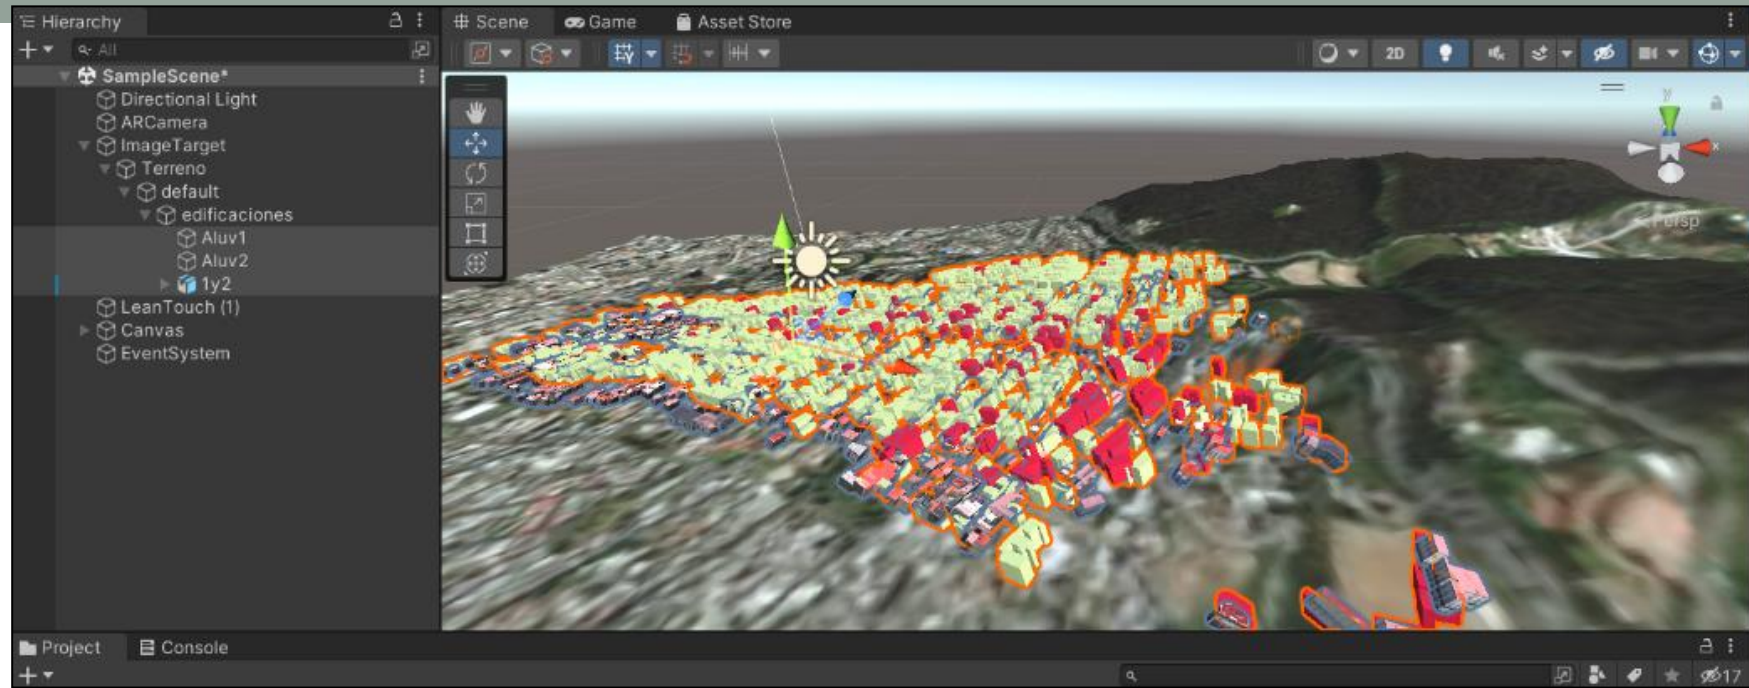 Hierarchy
All
SampleScene*
Directional Light
ARCamera
ImageTarget
Terreno
default
edificaciones
Aluv1
Aluv2
1y2
LeanTouch (1)
Canvas
EventSystem
Scene Game Asset Store
2D
y
x
Persp
Project Console
17